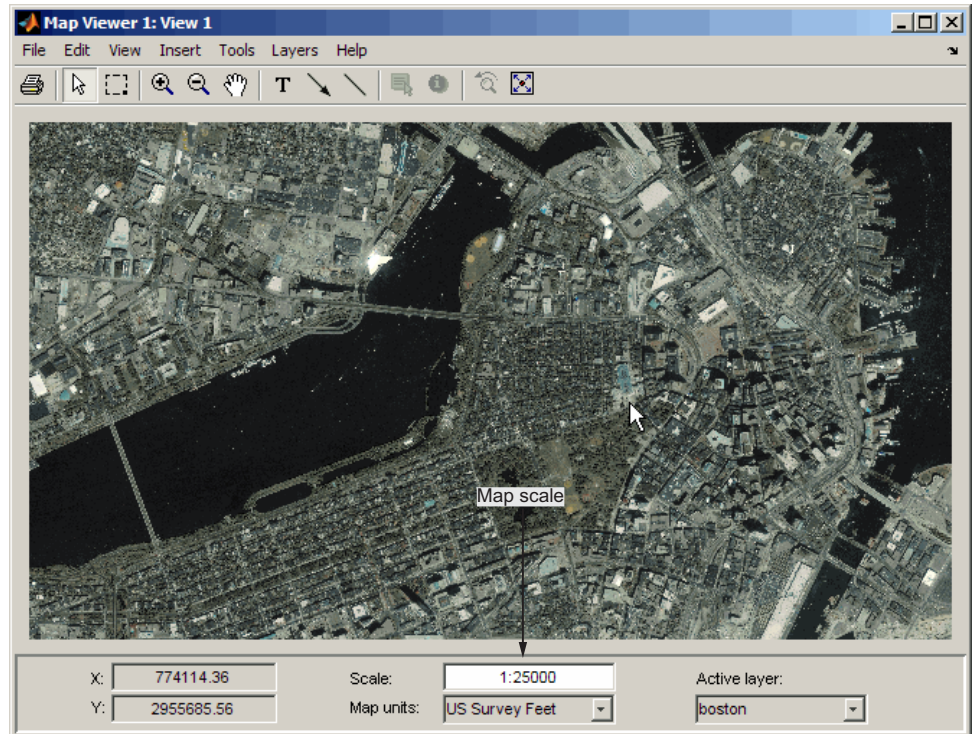 Map Viewer 1: View 1
File Edit View Insert Tools Layers Help
T
Map scale
X: 774114.36 Scale: 1:25000 Active layer:
Y: 2955685.56 Map units: US Survey Feet boston